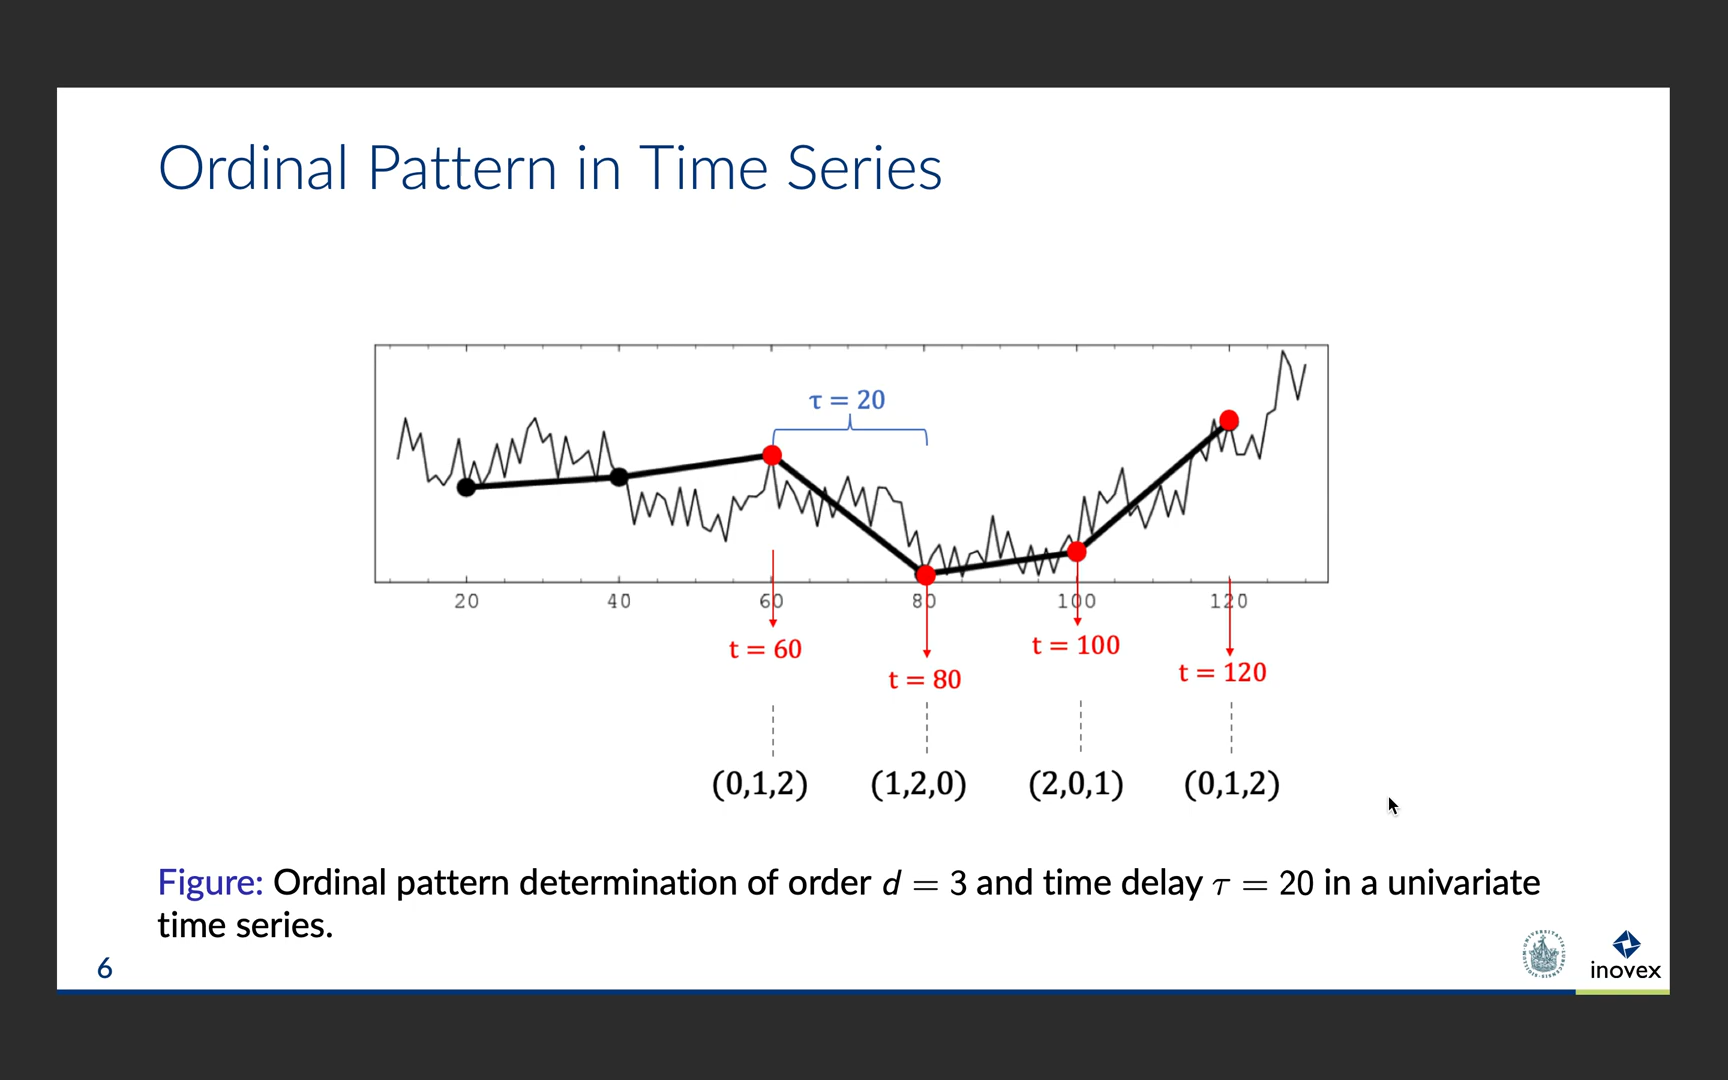 Ordinal Pattern in Time Series
τ = 20
20 40 60 80 100 120
t = 60
t = 80
t = 100
t = 120
(0,1,2) (1,2,0) (2,0,1) (0,1,2)
Figure: Ordinal pattern determination of order d = 3 and time delay τ = 20 in a univariate
time series.
6
inovex